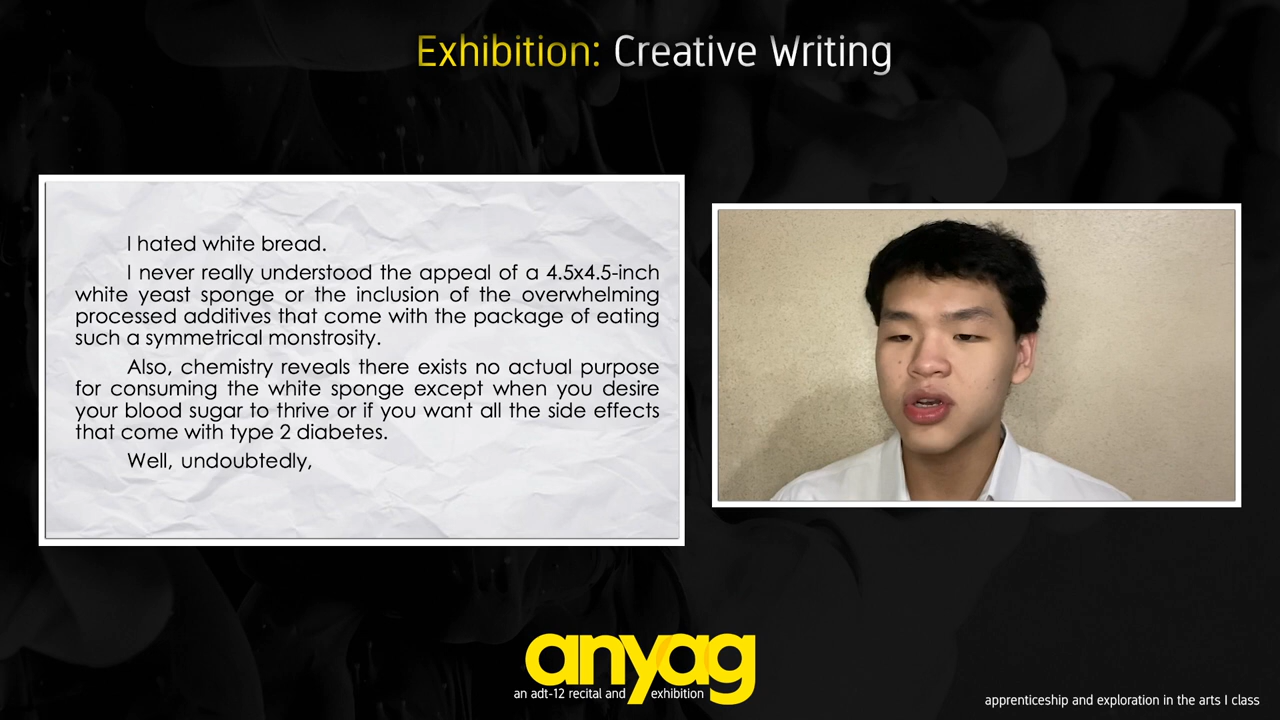 Exhibition: Creative Writing
I hated white bread.
I never really understood the appeal of a 4.5x4.5-inch
white yeast sponge or the inclusion of the overwhelming
processed additives that come with the package of eating
such a symmetrical monstrosity.
Also, chemistry reveals there exists no actual purpose
for consuming the white sponge except when you desire
your blood sugar to thrive or if you want all the side effects
that come with type 2 diabetes.
Well, undoubtedly,
anyag
an adt-12 recital and exhibition
apprenticeship and exploration in the arts I class